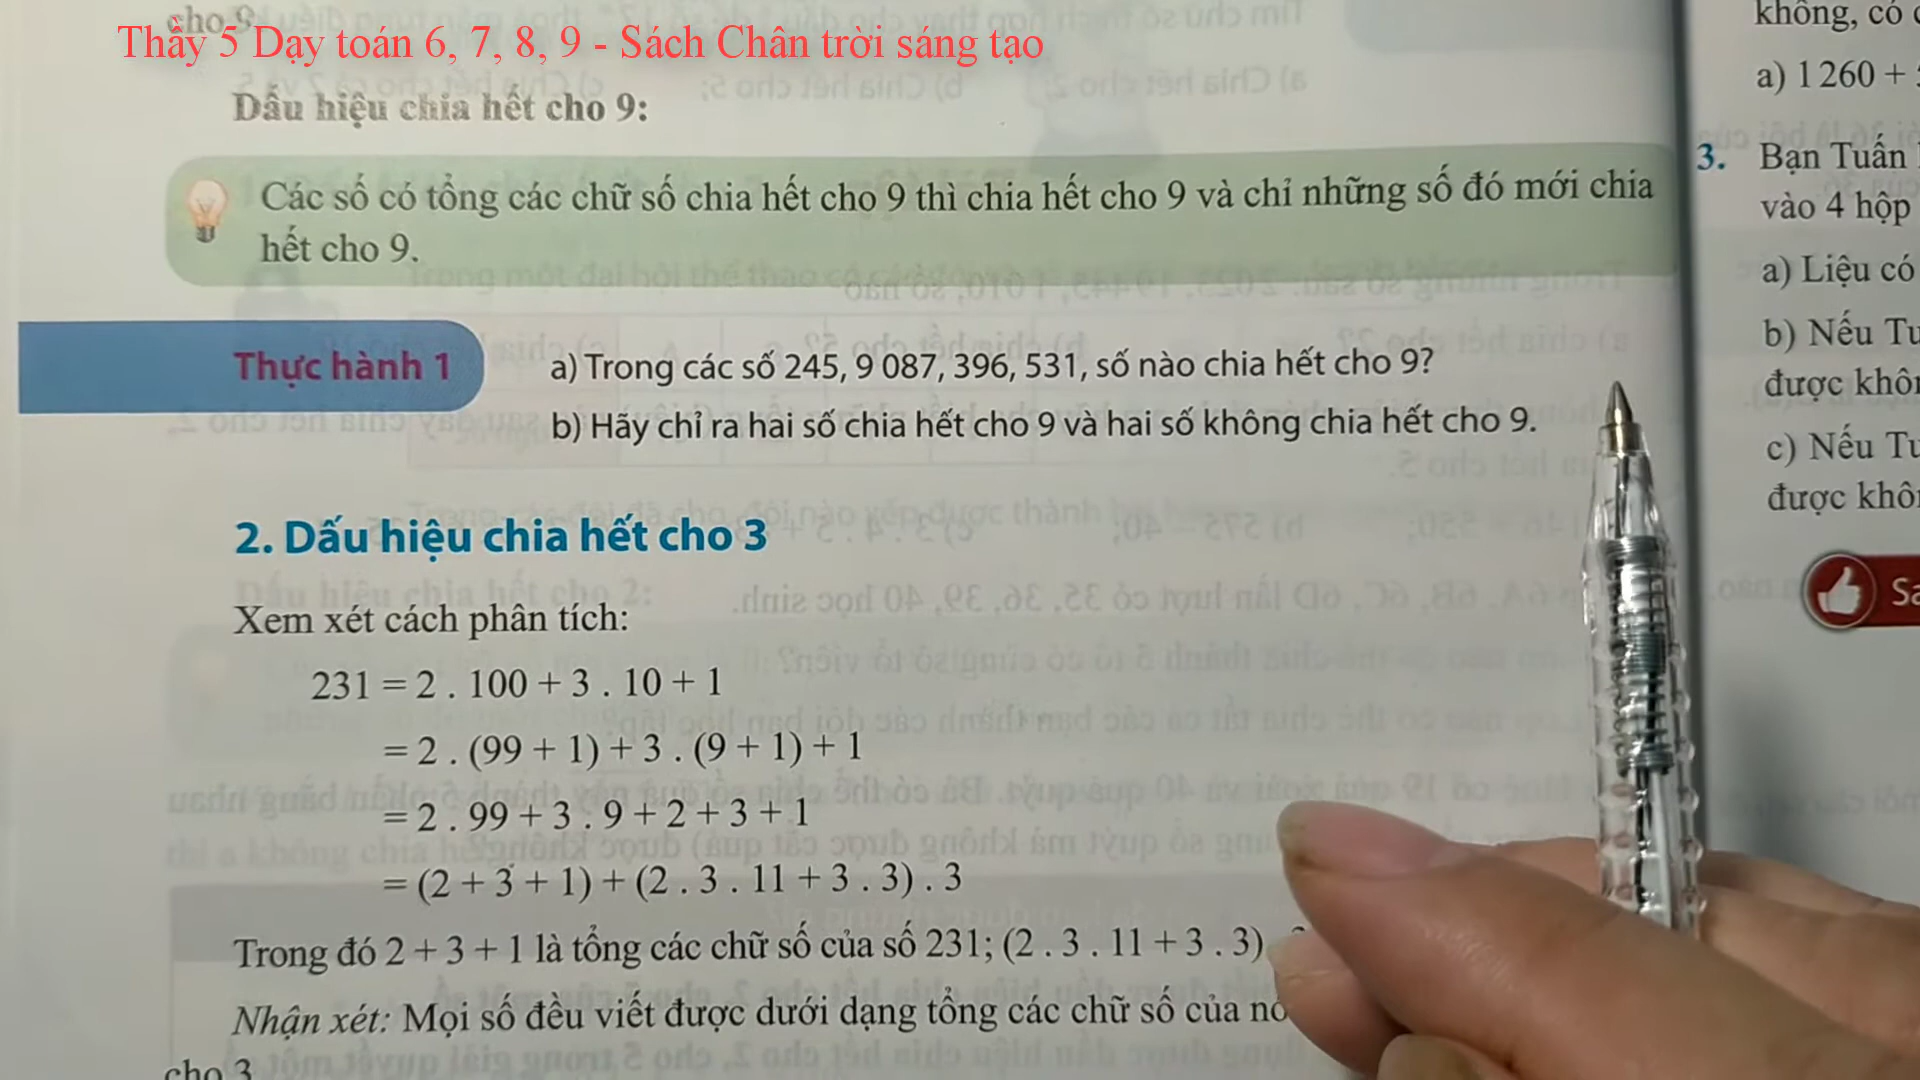 cho 9
Thầy 5 Dạy toán 6, 7, 8, 9 - Sách Chân trời sáng tạo
Dấu hiệu chia hết cho 9:
Các số có tổng các chữ số chia hết cho 9 thì chia hết cho 9 và chỉ những số đó mới chia
hết cho 9.
Thực hành 1
a) Trong các số 245, 9 087, 396, 531, số nào chia hết cho 9?
b) Hãy chỉ ra hai số chia hết cho 9 và hai số không chia hết cho 9.
2. Dấu hiệu chia hết cho 3
Xem xét cách phân tích:
231 = 2 . 100 + 3 . 10 + 1
= 2 . (99 + 1) + 3 . (9 + 1) + 1
= 2 . 99 + 3 . 9 + 2 + 3 + 1
= (2 + 3 + 1) + (2 . 3 . 11 + 3 . 3) . 3
Trong đó 2 + 3 + 1 là tổng các chữ số của số 231; (2 . 3 . 11 + 3 . 3) .
Nhận xét: Mọi số đều viết được dưới dạng tổng các chữ số của nó
cho 3
không, có
a) 1 260 +
3. Bạn Tuấn
vào 4 hộp
a) Liệu có
b) Nếu Tu
được khôn
c) Nếu Tu
được khôn